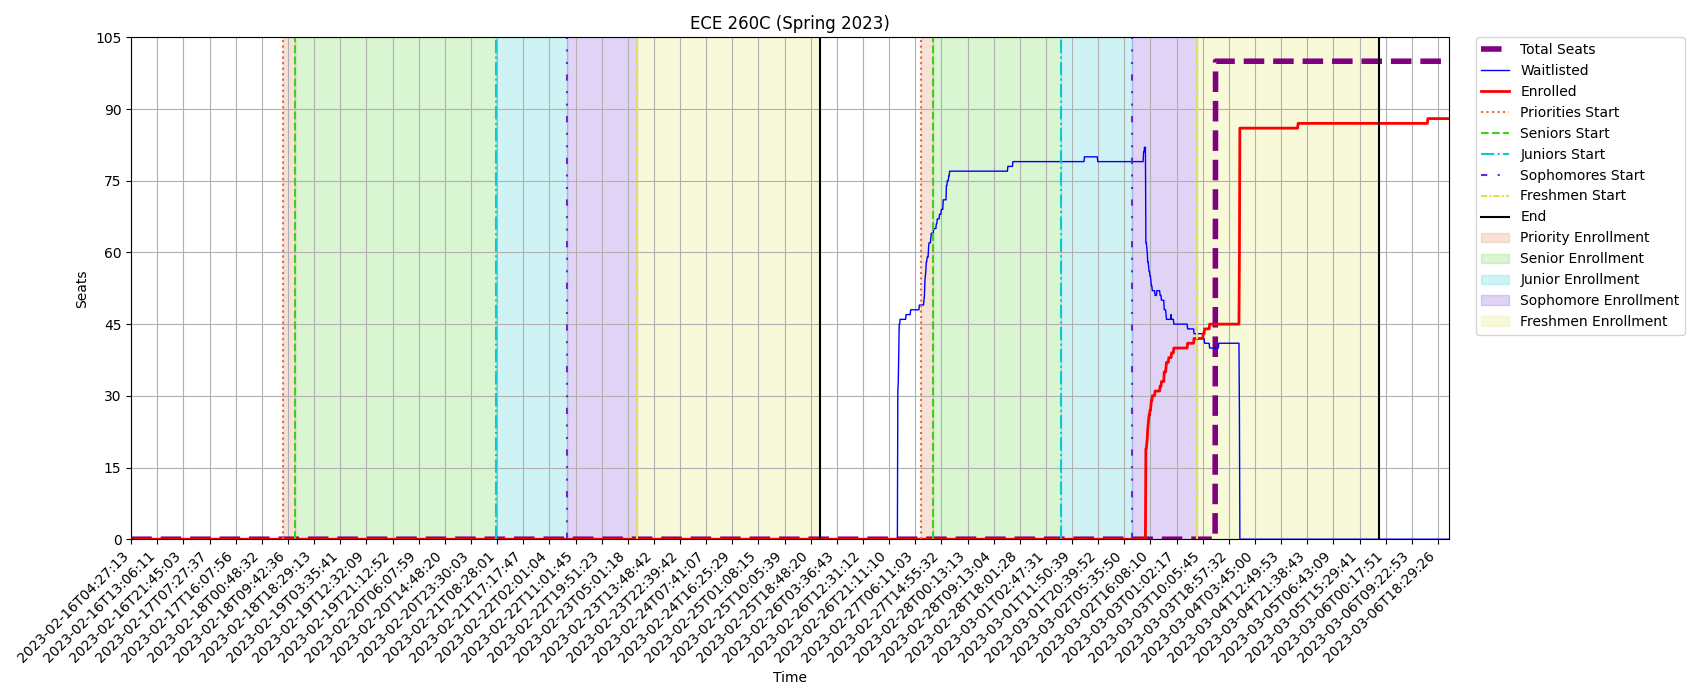 ECE 260C (Spring 2023)
105
90
75
60
45
30
15
0
Seats
2023-02-16T04:27:13
2023-02-16T13:06:11
2023-02-16T21:45:03
2023-02-17T07:27:37
2023-02-17T16:07:56
2023-02-18T00:48:32
2023-02-18T09:42:36
2023-02-18T18:29:13
2023-02-19T03:35:41
2023-02-19T12:32:09
2023-02-19T21:12:52
2023-02-20T06:07:59
2023-02-20T14:48:20
2023-02-20T23:30:03
2023-02-21T08:28:01
2023-02-21T17:17:47
2023-02-22T02:01:04
2023-02-22T11:01:45
2023-02-22T19:51:23
2023-02-23T05:01:18
2023-02-23T13:48:42
2023-02-23T22:39:42
2023-02-24T07:41:07
2023-02-24T16:25:29
2023-02-25T01:08:15
2023-02-25T10:05:39
2023-02-25T18:48:20
2023-02-26T03:36:43
2023-02-26T12:31:12
2023-02-26T21:11:10
2023-02-27T06:11:03
2023-02-27T14:55:32
2023-02-28T00:13:13
2023-02-28T09:13:04
2023-02-28T18:01:28
2023-03-01T02:47:31
2023-03-01T11:50:39
2023-03-01T20:39:52
2023-03-02T05:35:50
2023-03-02T16:08:10
2023-03-03T01:02:17
2023-03-03T10:05:45
2023-03-03T18:57:32
2023-03-04T03:45:00
2023-03-04T12:49:53
2023-03-04T21:38:43
2023-03-05T06:43:09
2023-03-05T15:29:41
2023-03-06T00:17:51
2023-03-06T09:22:53
2023-03-06T18:29:26
Time
Total Seats
Waitlisted
Enrolled
Priorities Start
Seniors Start
Juniors Start
Sophomores Start
Freshmen Start
End
Priority Enrollment
Senior Enrollment
Junior Enrollment
Sophomore Enrollment
Freshmen Enrollment